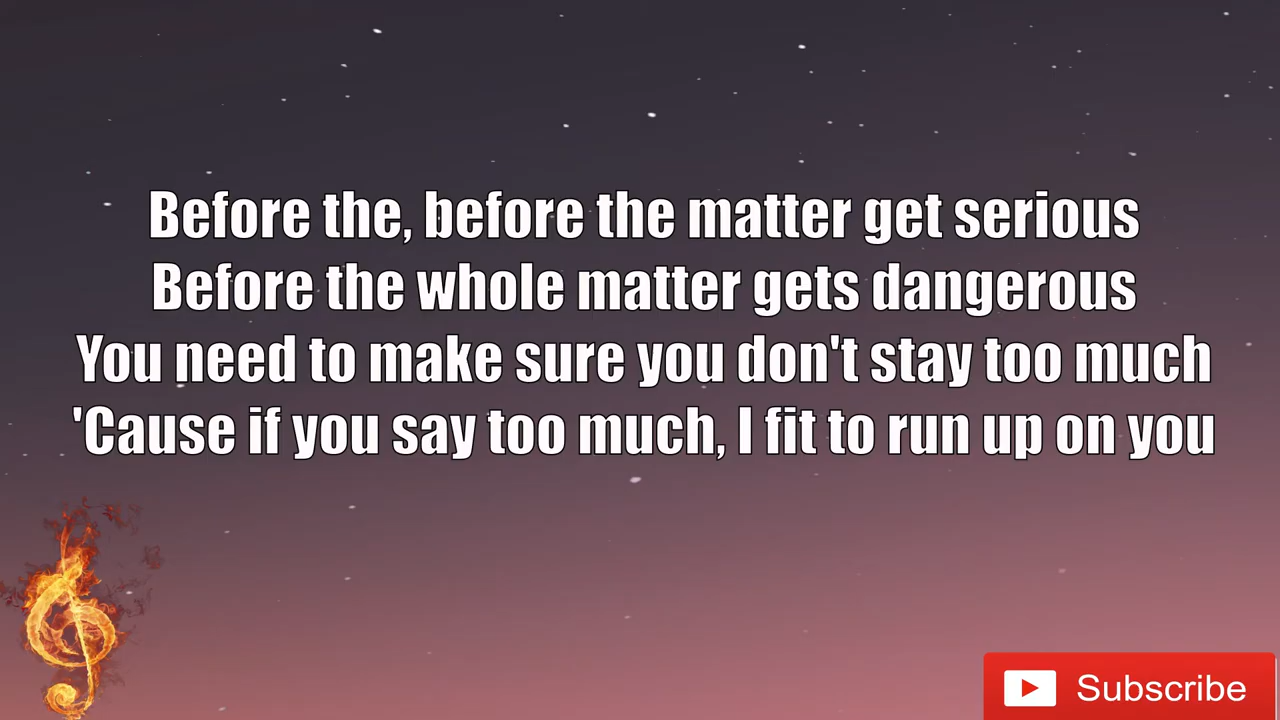 Before the, before the matter get serious
Before the whole matter gets dangerous
You need to make sure you don't stay too much
'Cause if you say too much, I fit to run up on you
Subscribe